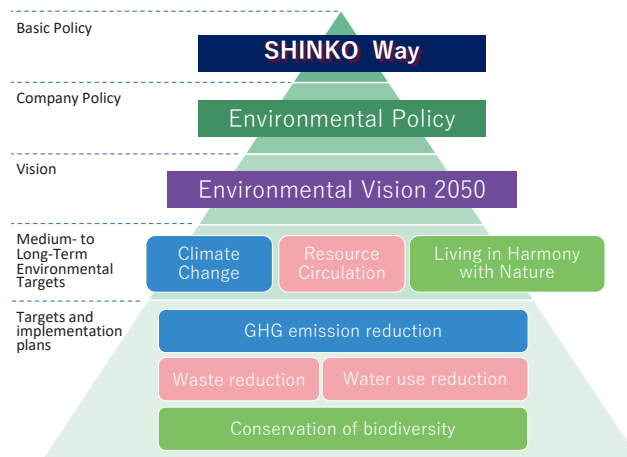 Basic Policy
SHINKO Way
Company Policy
Environmental Policy
Vision
Environmental Vision 2050
Medium- to
Long-Term
Environmental
Targets
Climate
Change
Resource
Circulation
Living in Harmony
with Nature
Targets and
implementation
plans
GHG emission reduction
Waste reduction
Water use reduction
Conservation of biodiversity